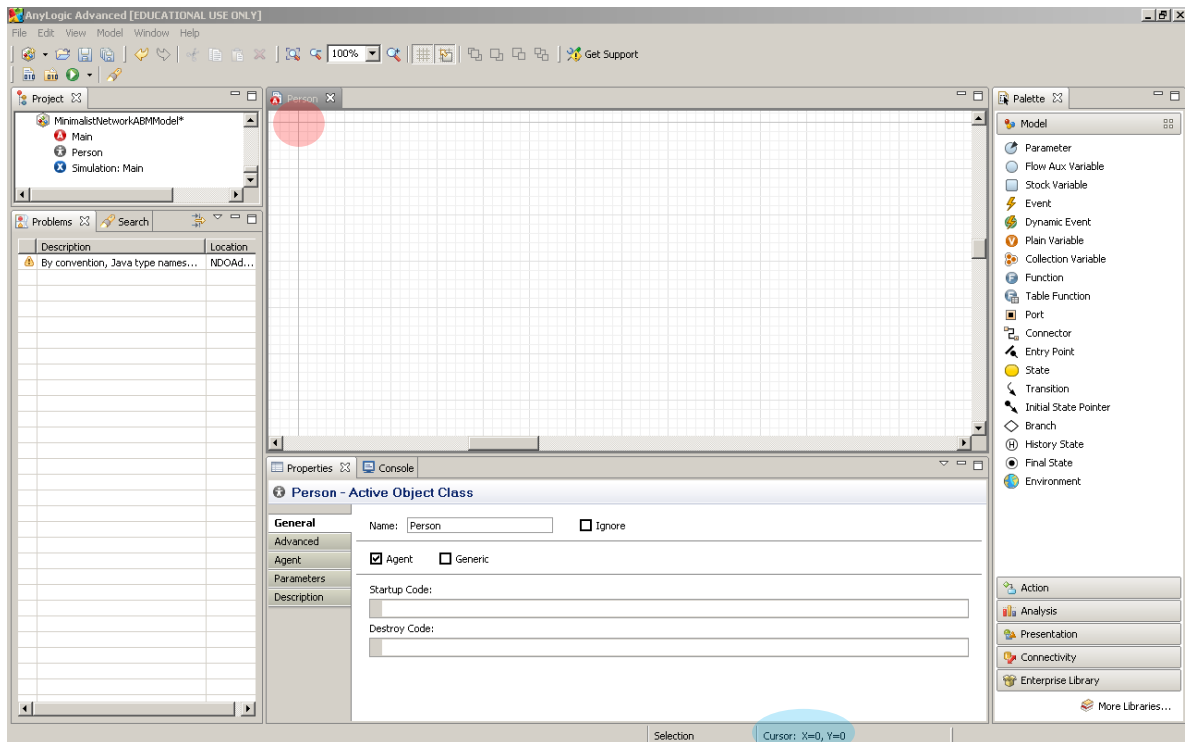 AnyLogic Advanced [EDUCATIONAL USE ONLY]
File Edit View Model Window Help
100% Get Support
Project
MinimalistNetworkABMModel*
Main
Person
Simulation: Main
Problems Search
Description Location
By convention, Java type names... NDOAd...
Person
Properties Console
Person - Active Object Class
General
Advanced
Agent
Parameters
Description
Name: Person Ignore
Agent Generic
Startup Code:
Destroy Code:
Palette
Model
Parameter
Flow Aux Variable
Stock Variable
Event
Dynamic Event
Plain Variable
Collection Variable
Function
Table Function
Port
Connector
Entry Point
State
Transition
Initial State Pointer
Branch
History State
Final State
Environment
Action
Analysis
Presentation
Connectivity
Enterprise Library
More Libraries...
Selection Cursor: X=0, Y=0